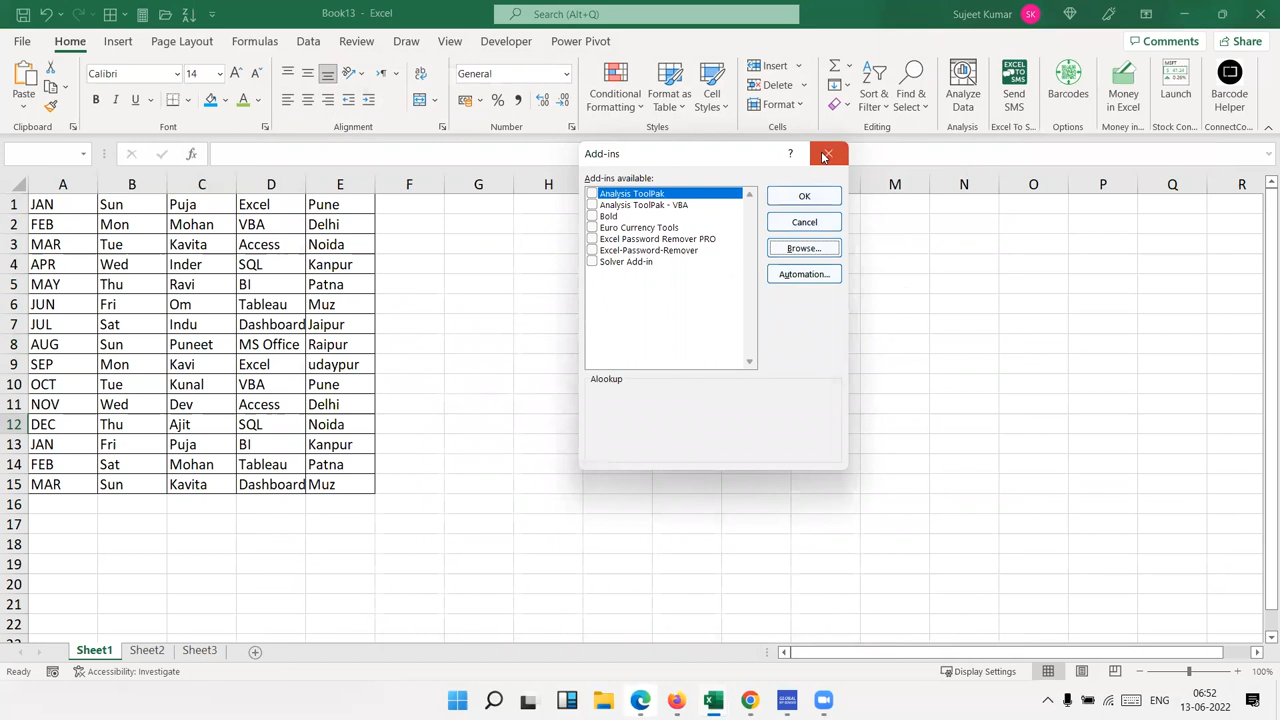 Book13 - Excel
Search (Alt+Q)
Sujeet Kumar
SK
File Home Insert Page Layout Formulas Data Review Draw View Developer Power Pivot
Comments
Share
Paste
Clipboard
Calibri 14
B I U
Font
Alignment
General
Number
Conditional Formatting
Format as Table
Cell Styles
Styles
Insert
Delete
Format
Cells
Sort & Filter
Find & Select
Editing
Analyze Data
Analysis
EXCEL TO SMS
Send SMS
Excel To S...
Barcodes
Options
Money in Excel
Money in ...
MSFT
0.28%
Launch
Stock Con...
Barcode Helper
ConnectCo...
fx
Add-ins
?
Add-ins available:
Analysis ToolPak
Analysis ToolPak - VBA
Bold
Euro Currency Tools
Excel Password Remover PRO
Excel-Password-Remover
Solver Add-in
OK
Cancel
Browse...
Automation...
Alookup
A B C D E F G H M N O P Q R
1 JAN Sun Puja Excel Pune
2 FEB Mon Mohan VBA Delhi
3 MAR Tue Kavita Access Noida
4 APR Wed Inder SQL Kanpur
5 MAY Thu Ravi BI Patna
6 JUN Fri Om Tableau Muz
7 JUL Sat Indu Dashboard Jaipur
8 AUG Sun Puneet MS Office Raipur
9 SEP Mon Kavi Excel udaypur
10 OCT Tue Kunal VBA Pune
11 NOV Wed Dev Access Delhi
12 DEC Thu Ajit SQL Noida
13 JAN Fri Puja BI Kanpur
14 FEB Sat Mohan Tableau Patna
15 MAR Sun Kavita Dashboard Muz
16
17
18
19
20
21
22
Sheet1 Sheet2 Sheet3
Ready
Accessibility: Investigate
Display Settings
100%
GLOBAL
ENG
06:52
13-06-2022